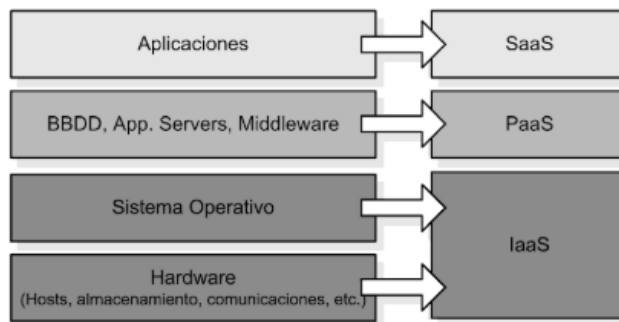 Aplicaciones
SaaS
BBDD, App. Servers, Middleware
PaaS
Sistema Operativo
IaaS
Hardware
(Hosts, almacenamiento, comunicaciones, etc.)